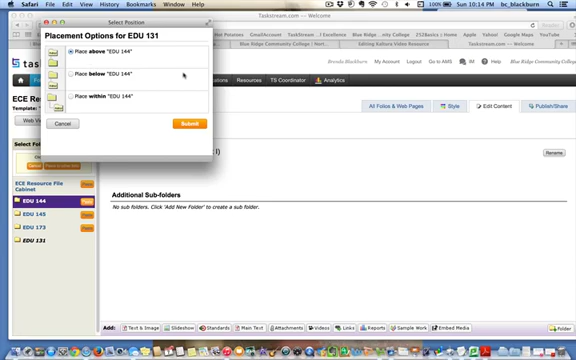 Safari File Edit View History Bookmarks Window Help
100% Sun 10:14 PM bc_blackburn
Select Position
Taskstream.com — Welcome
Placement Options for EDU 131
Place above "EDU 144"
Place below "EDU 144"
Place within "EDU 144"
Cancel Submit
Brenda Blackburn My Account Go to AMS IM Help Blue Ridge Community College
Resources TS Coordinator Analytics
ECE Resource
All Folios & Web Pages Style Edit Content Publish/Share
Select Fold
ECE Resource File
Cabinet
EDU 144
EDU 145
EDU 173
EDU 131
Rename
Additional Sub-folders
No sub folders. Click 'Add New Folder' to create a sub folder.
Add: Text & Image Slideshow Standards Main Text Attachments Videos Links Reports Sample Work Embed Media
Folder